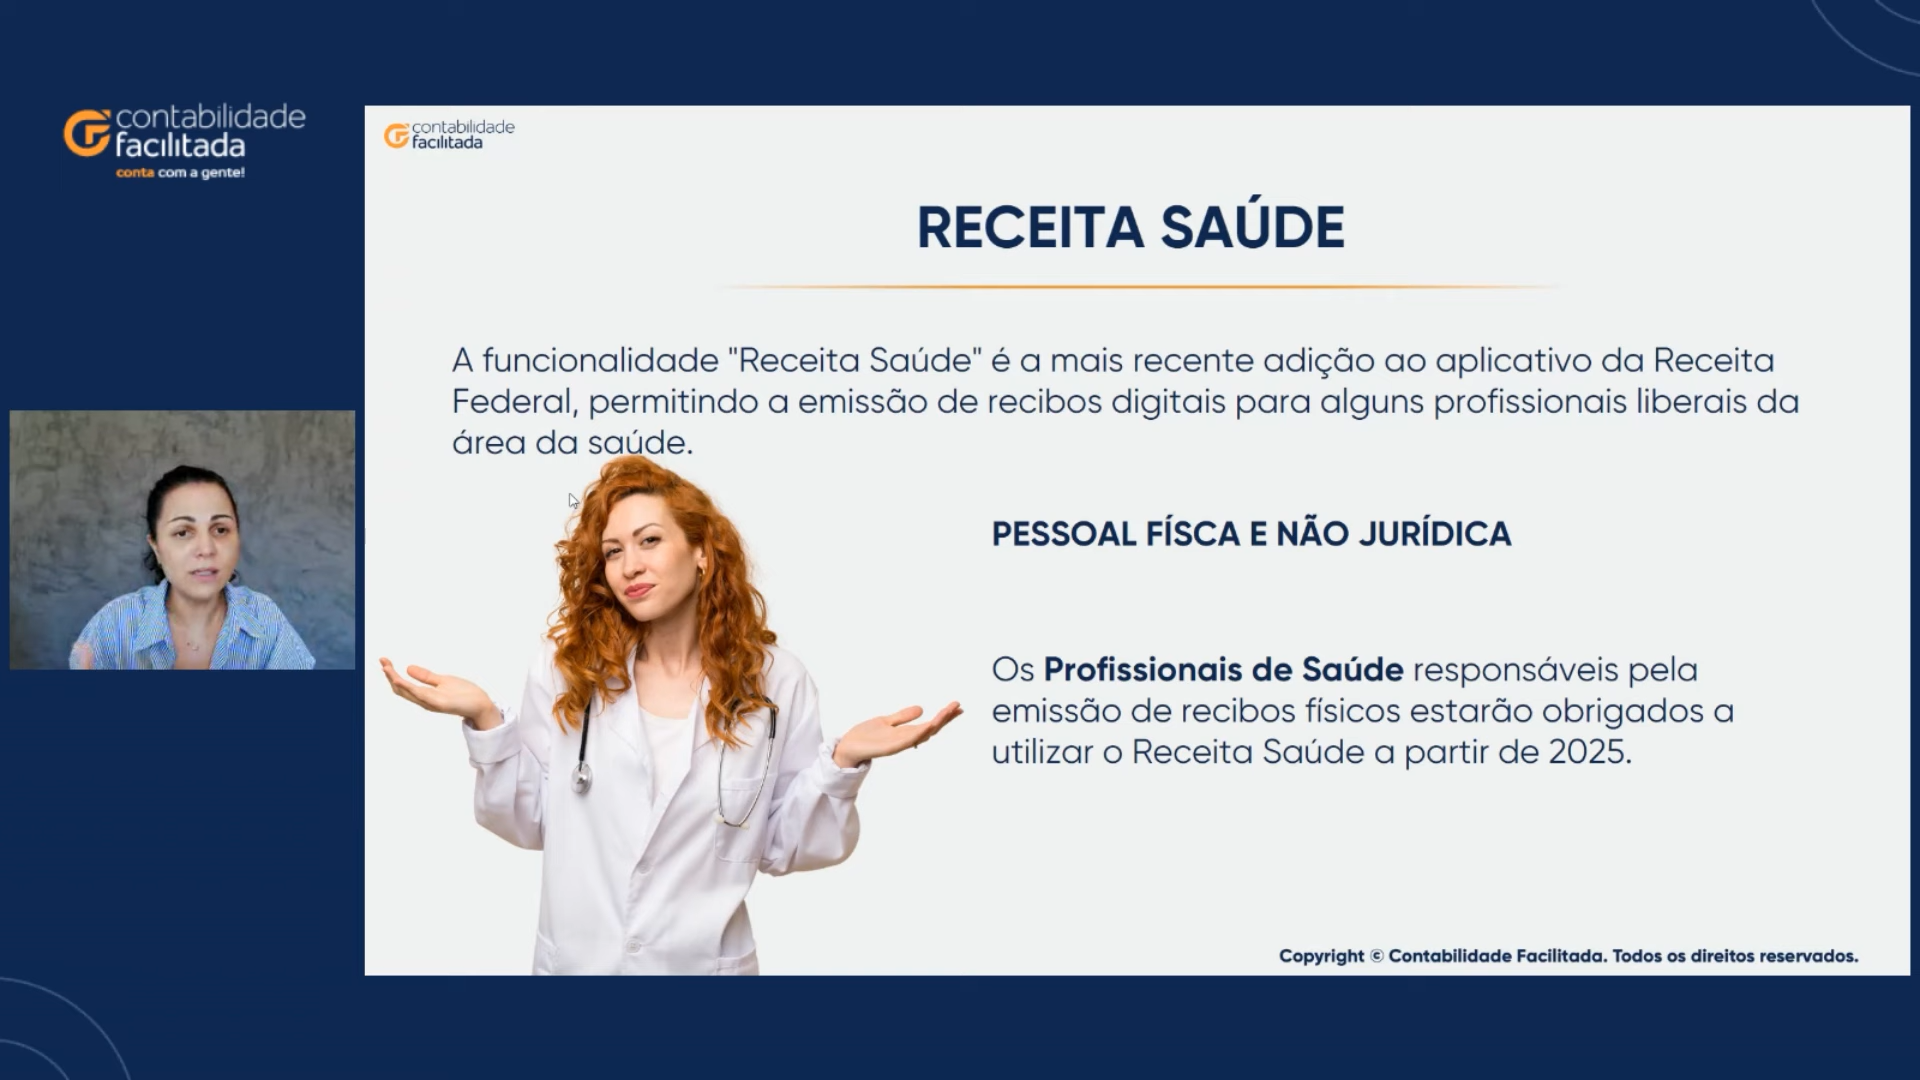 contabilidade
facilitada
conta com a gente!
contabilidade
facilitada
RECEITA SAÚDE
A funcionalidade "Receita Saúde" é a mais recente adição ao aplicativo da Receita
Federal, permitindo a emissão de recibos digitais para alguns profissionais liberais da
área da saúde.
PESSOAL FÍSCA E NÃO JURÍDICA
Os Profissionais de Saúde responsáveis pela
emissão de recibos físicos estarão obrigados a
utilizar o Receita Saúde a partir de 2025.
Copyright © Contabilidade Facilitada. Todos os direitos reservados.